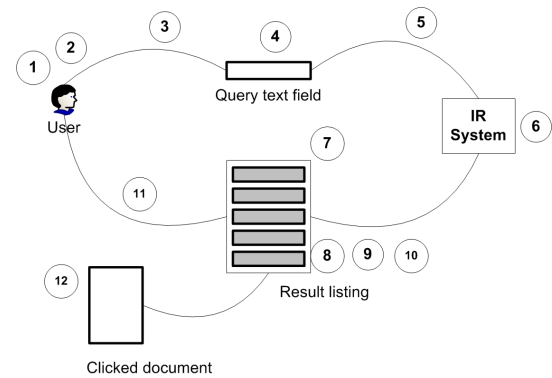 1
2
3
4
5
Query text field
User
IR
System
6
7
11
8
9
10
12
Result listing
Clicked document